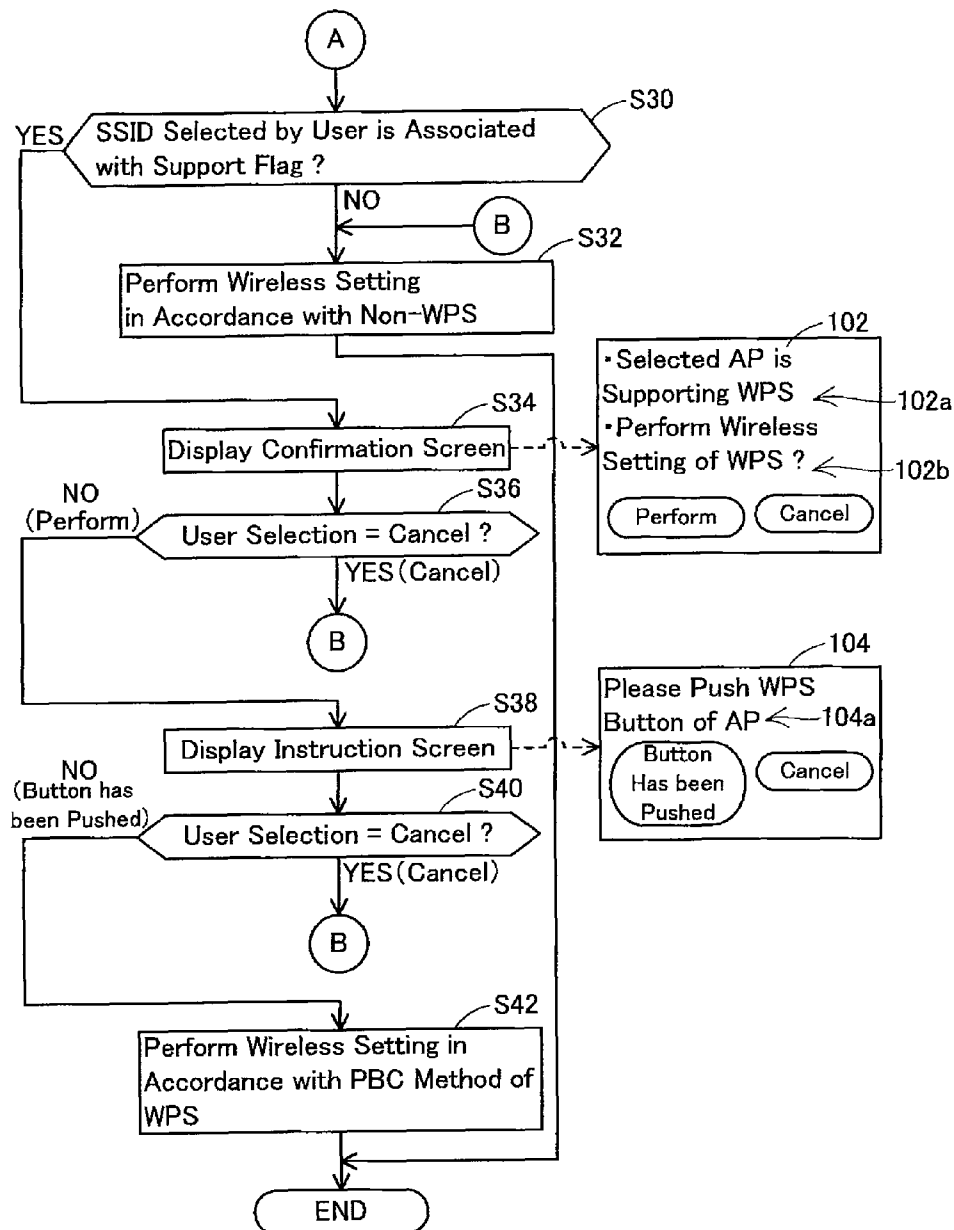 A
S30
YES
SSID Selected by User is Associated
with Support Flag ?
NO
B
S32
Perform Wireless Setting
in Accordance with Non-WPS
102
・Selected AP is
Supporting WPS
102a
・Perform Wireless
Setting of WPS ?
102b
Perform
Cancel
S34
Display Confirmation Screen
S36
NO
(Perform)
User Selection = Cancel ?
YES(Cancel)
B
104
Please Push WPS
Button of AP
104a
Button
Has been
Pushed
Cancel
S38
Display Instruction Screen
S40
NO
(Button has
been Pushed)
User Selection = Cancel ?
YES(Cancel)
B
S42
Perform Wireless Setting in
Accordance with PBC Method of
WPS
END